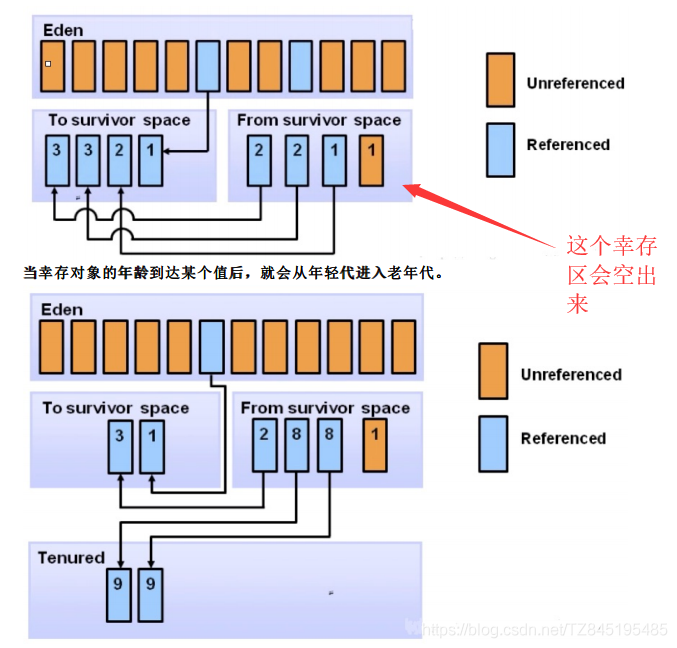 Eden
To survivor space
From survivor space
3 3 2 1
2 2 1 1
Unreferenced
Referenced
这个幸存
区会空出
来
当幸存对象的年龄到达某个值后，就会从年轻代进入老年代。
Eden
To survivor space
From survivor space
3 1
2 8 8 1
Unreferenced
Referenced
Tenured
9 9
https://blog.csdn.net/TZ845195485